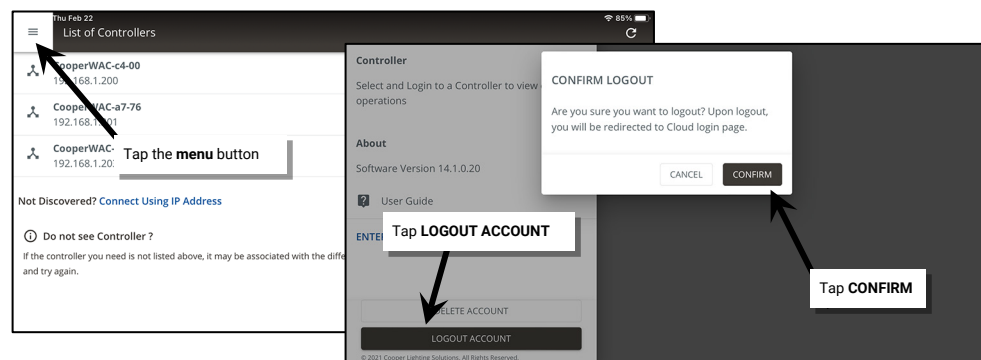 Thu Feb 22
85%
List of Controllers
CooperWAC-c4-00
192.168.1.200
CooperWAC-a7-76
CooperWAC-
192.168.1.20
Tap the menu button
Not Discovered? Connect Using IP Address
Do not see Controller ?
If the controller you need is not listed above, it may be associated with the diffe
and try again.
Controller
Select and Login to a Controller to view
operations
About
Software Version 14.1.0.20
User Guide
Tap LOGOUT ACCOUNT
DELETE ACCOUNT
LOGOUT ACCOUNT
© 2021 Cooper Lighting Solutions. All Rights Reserved.
CONFIRM LOGOUT
Are you sure you want to logout? Upon logout,
you will be redirected to Cloud login page.
CANCEL CONFIRM
Tap CONFIRM